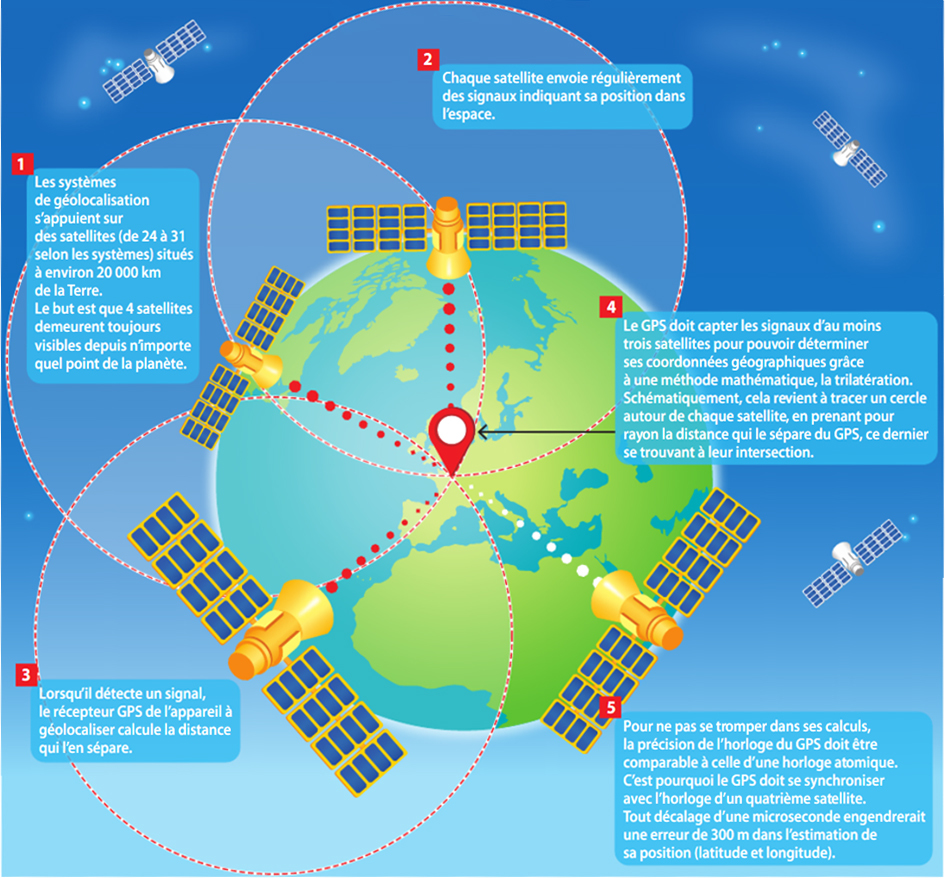 1
Les systèmes
de géolocalisation
s'appuient sur
des satellites (de 24 à 31
selon les systèmes) situés
à environ 20 000 km
de la Terre.
Le but est que 4 satellites
demeurent toujours
visibles depuis n'importe
quel point de la planète.
2
Chaque satellite envoie régulièrement
des signaux indiquant sa position dans
l'espace.
3
Lorsqu'il détecte un signal,
le récepteur GPS de l'appareil à
géolocaliser calcule la distance
qui l'en sépare.
4
Le GPS doit capter les signaux d'au moins
trois satellites pour pouvoir déterminer
ses coordonnées géographiques grâce
à une méthode mathématique, la trilatération.
Schématiquement, cela revient à tracer un cercle
autour de chaque satellite, en prenant pour
rayon la distance qui le sépare du GPS, ce dernier
se trouvant à leur intersection.
5
Pour ne pas se tromper dans ses calculs,
la précision de l'horloge du GPS doit être
comparable à celle d'une horloge atomique.
C'est pourquoi le GPS doit se synchroniser
avec l'horloge d'un quatrième satellite.
Tout décalage d'une microseconde engendrerait
une erreur de 300 m dans l'estimation de
sa position (latitude et longitude).